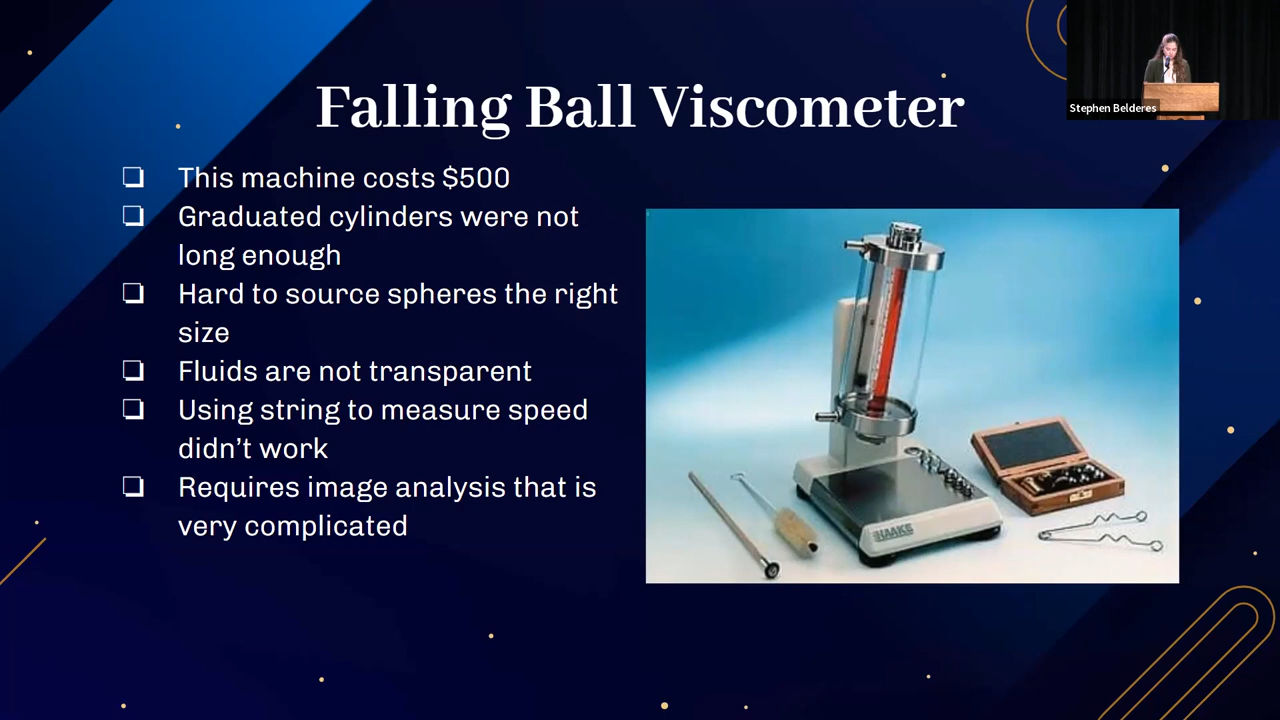 Stephen Belderes
Falling Ball Viscometer
❏ This machine costs $500
❏ Graduated cylinders were not
long enough
❏ Hard to source spheres the right
size
❏ Fluids are not transparent
❏ Using string to measure speed
didn’t work
❏ Requires image analysis that is
very complicated
HAAKE